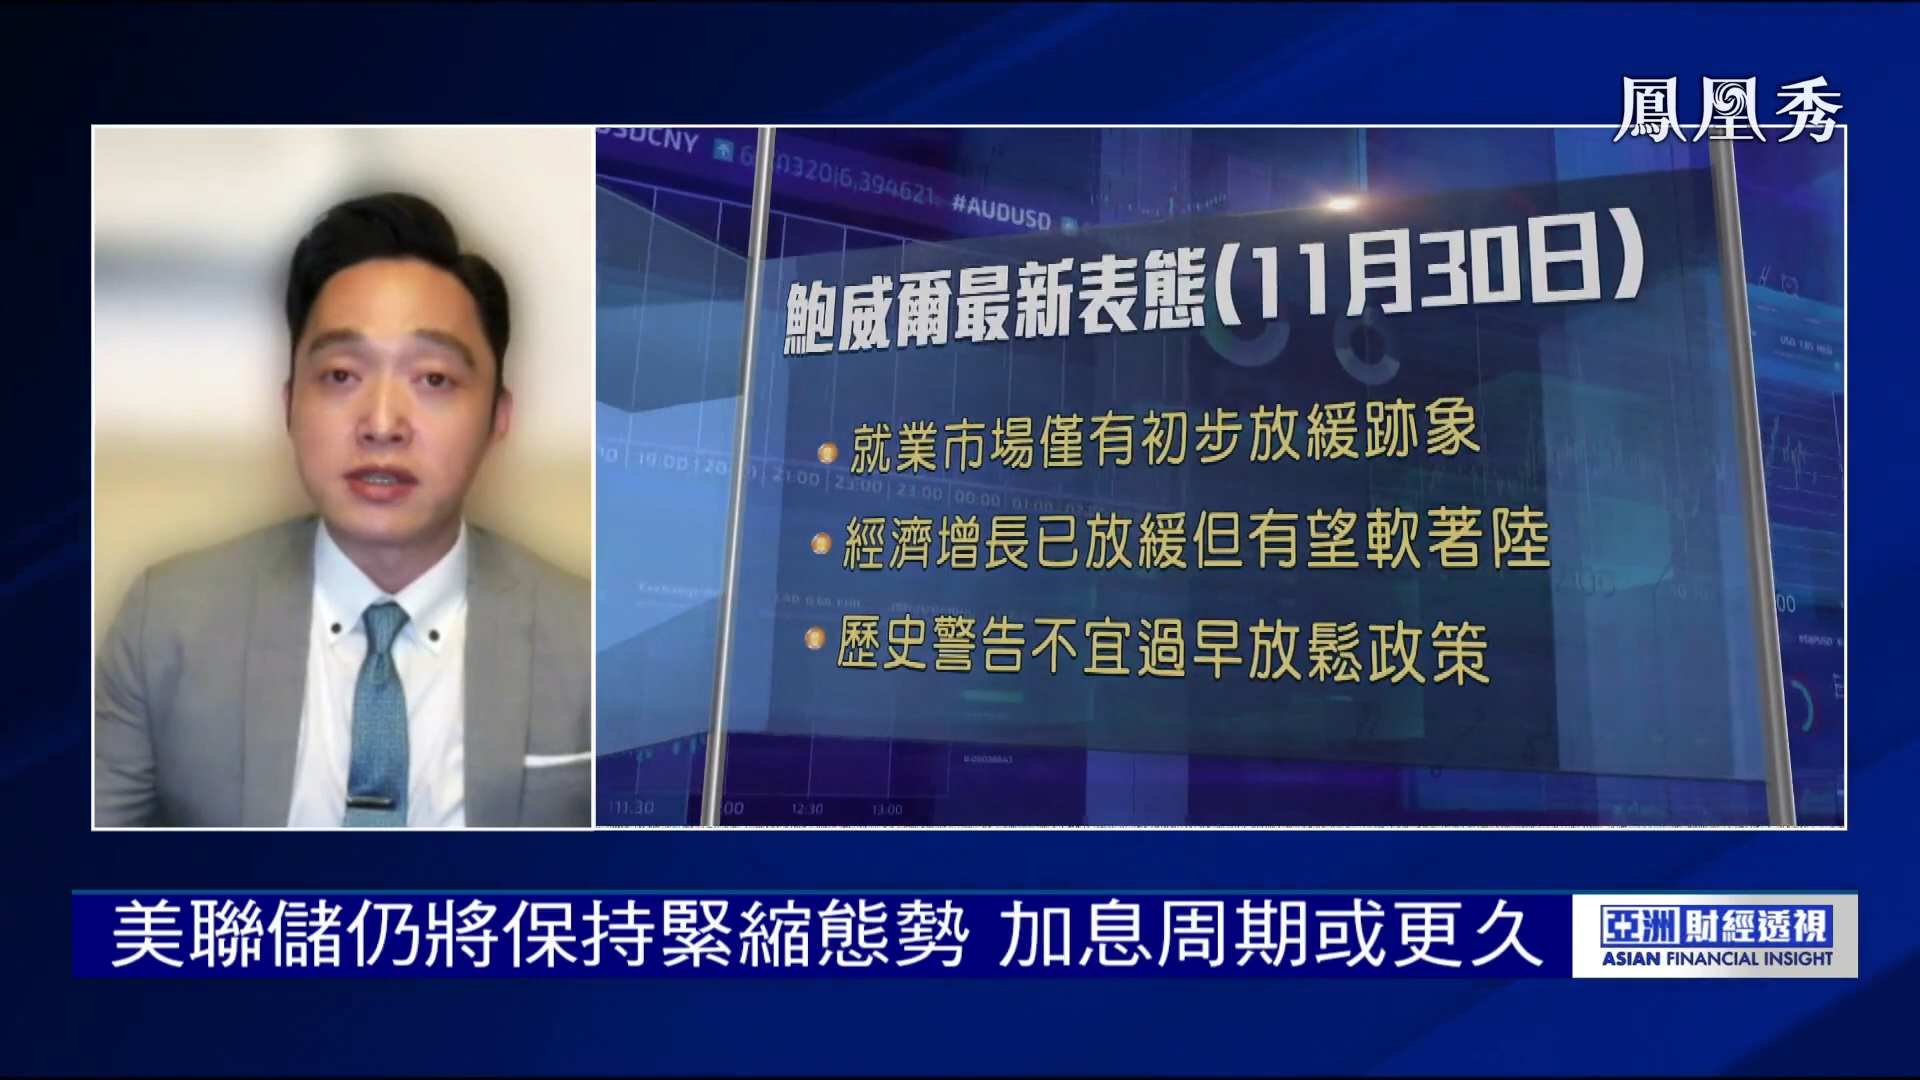 鳳凰秀
#AUDUSD
鮑威爾最新表態(11月30日)
就業市場僅有初步放緩跡象
經濟增長已放緩但有望軟著陸
歷史警告不宜過早放鬆政策
12:30
13:00
美聯儲仍將保持緊縮態勢 加息周期或更久
亞洲財經透視
ASIAN FINANCIAL INSIGHT